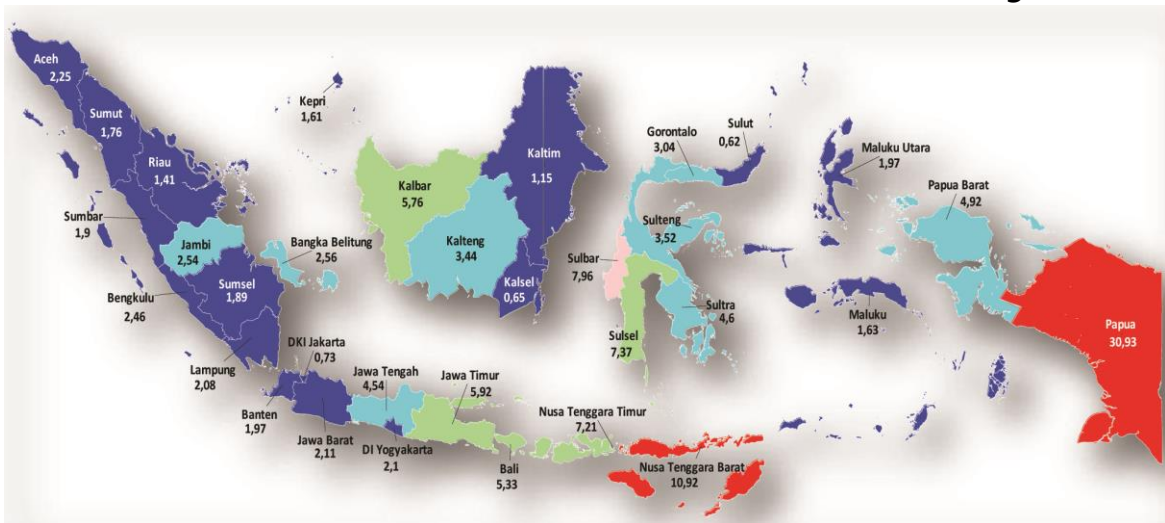 Aceh
2,25
Sumut
1,76
Riau
1,41
Kepri
1,61
Sumbar
1,9
Jambi
2,54
Bangka Belitung
2,56
Sumsel
1,89
Bengkulu
2,46
Lampung
2,08
DKI Jakarta
0,73
Banten
1,97
Jawa Barat
2,11
Jawa Tengah
4,54
DI Yogyakarta
2,1
Jawa Timur
5,92
Bali
5,33
Nusa Tenggara Timur
7,21
Nusa Tenggara Barat
10,92
Kalbar
5,76
Kalteng
3,44
Kaltim
1,15
Kalsel
0,65
Gorontalo
3,04
Sulut
0,62
Sulteng
3,52
Sulbar
7,96
Sulsel
7,37
Sultra
4,6
Maluku Utara
1,97
Maluku
1,63
Papua Barat
4,92
Papua
30,93